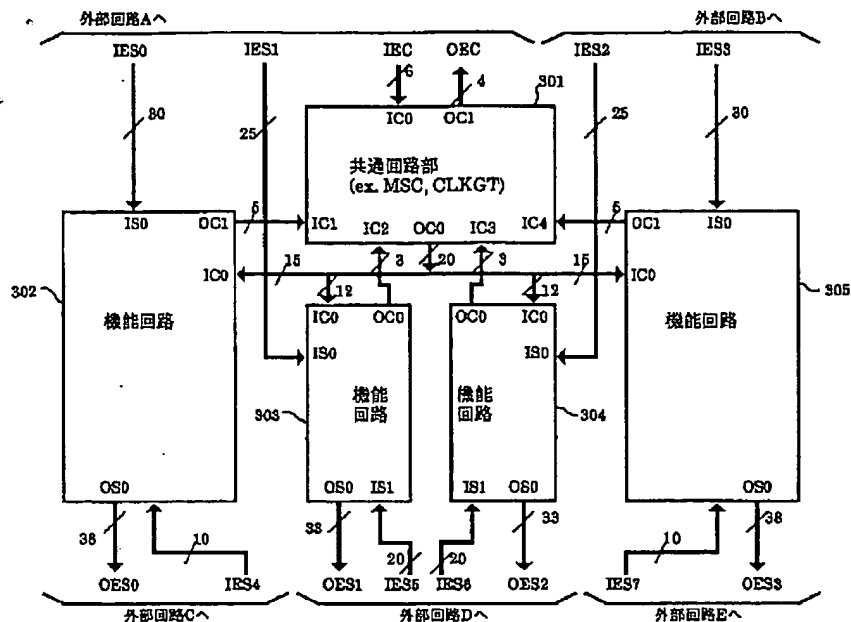 外部回路Aへ 外部回路Bへ
IES0 IES1 IEC OEC IES2 IES3
6 4 301
30 25 IC0 OC1 25 30
共通回路部
(ex. MSC, CLKGT)
IS0 OC1 5 IC1 IC2 OC0 IC3 IC4 5 OC1 IS0
302 IC0 15 3 20 3 15 IC0 305
12 12
機能回路 IC0 OC0 OC0 IC0 機能回路
IS0 IS0
303 機能 機能 304
回路 回路
OS0 OS0 IS1 IS1 OS0 OS0
38 10 33 20 20 33 10 38
OES0 IES4 OES1 IES5 IES6 OES2 IES7 OES3
外部回路Cへ 外部回路Dへ 外部回路Eへ